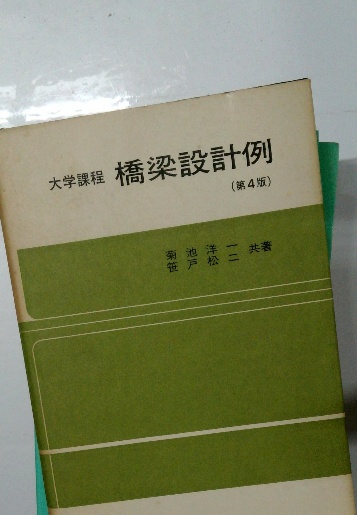 大学課程 橋梁設計例
(第4版)
菊池洋一
笹戸松二 共著